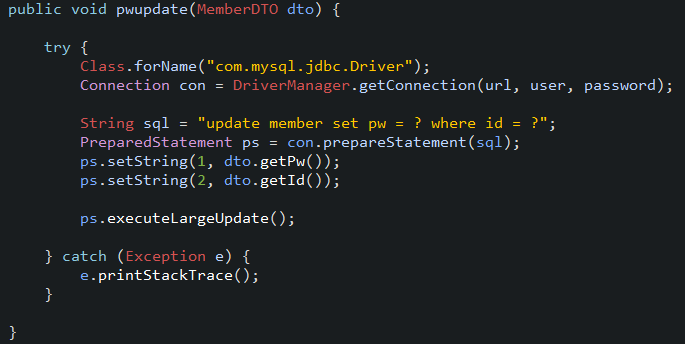 public void pwupdate(MemberDTO dto) {
try {
Class.forName("com.mysql.jdbc.Driver");
Connection con = DriverManager.getConnection(url, user, password);
String sql = "update member set pw = ? where id = ?";
PreparedStatement ps = con.prepareStatement(sql);
ps.setString(1, dto.getPw());
ps.setString(2, dto.getId());
ps.executeLargeUpdate();
} catch (Exception e) {
e.printStackTrace();
}
}